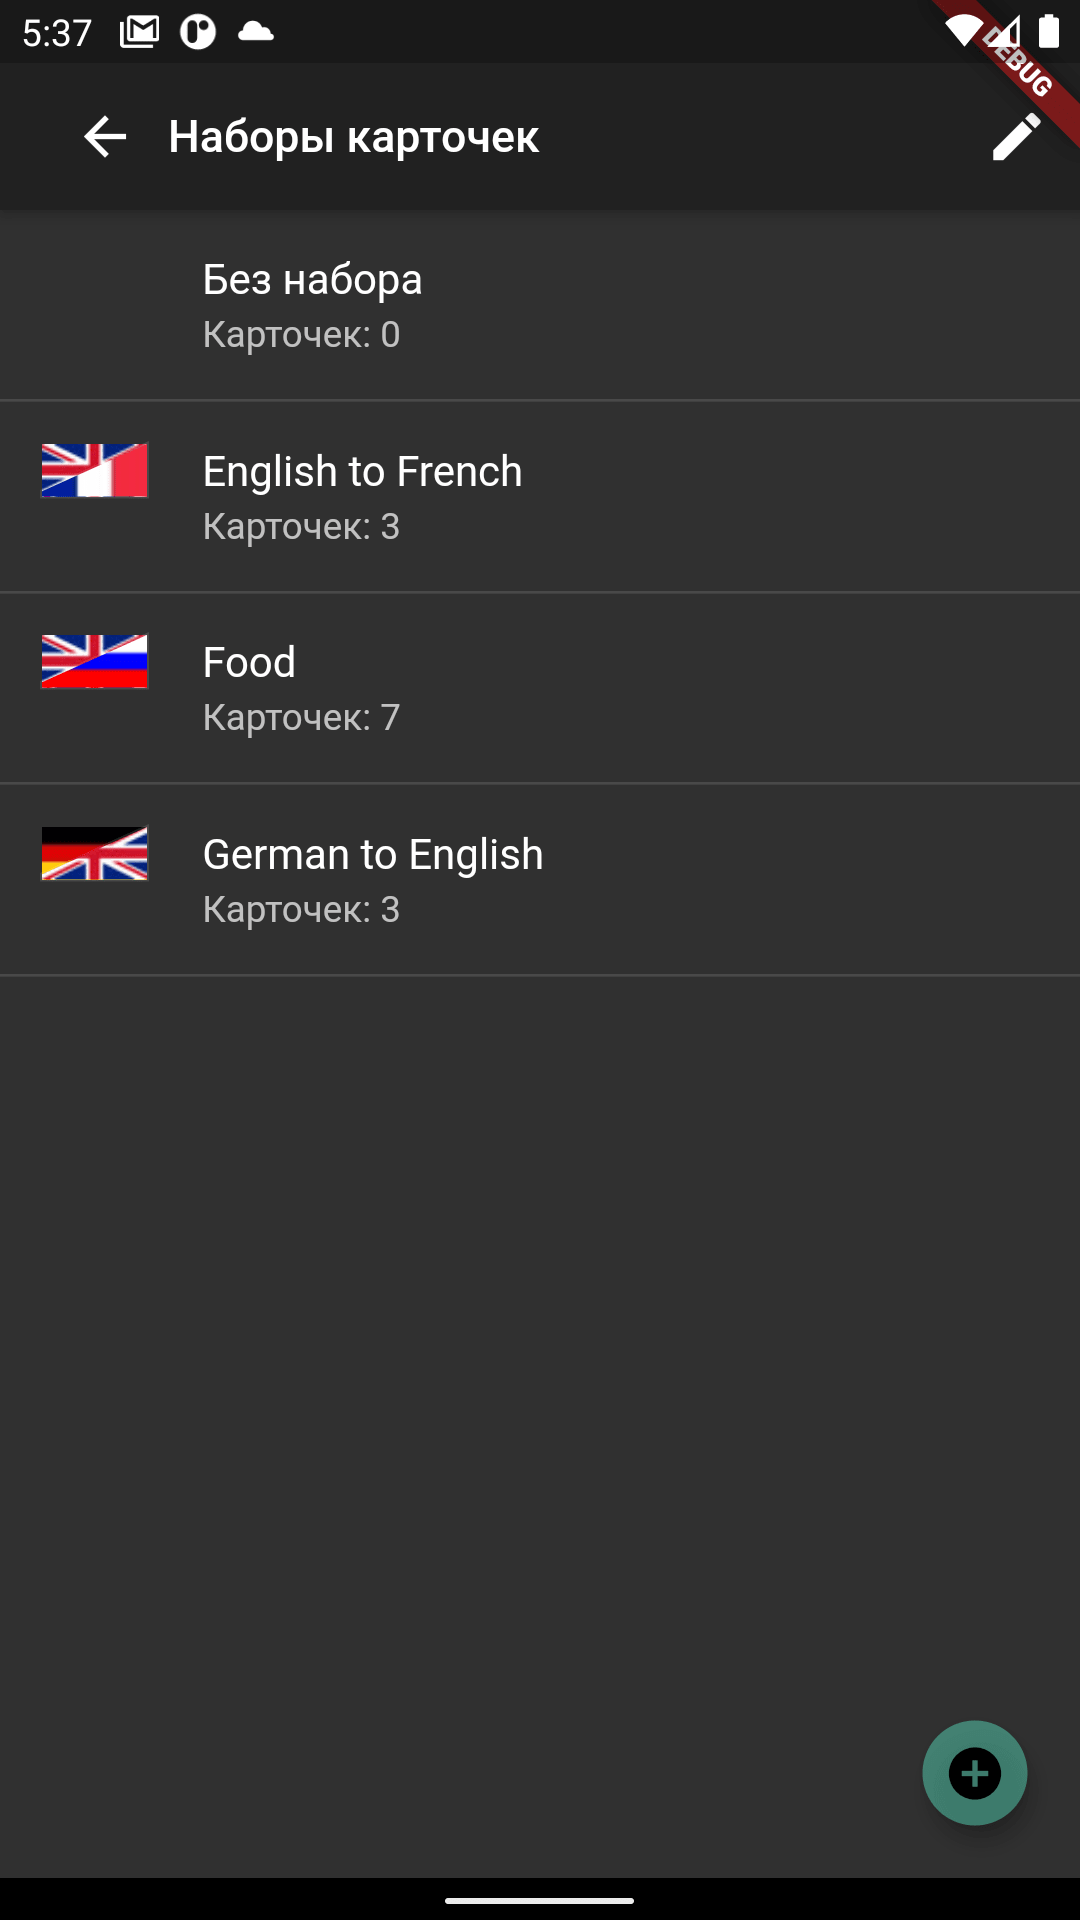 5:37
DEBUG
Наборы карточек
Без набора
Карточек: 0
English to French
Карточек: 3
Food
Карточек: 7
German to English
Карточек: 3